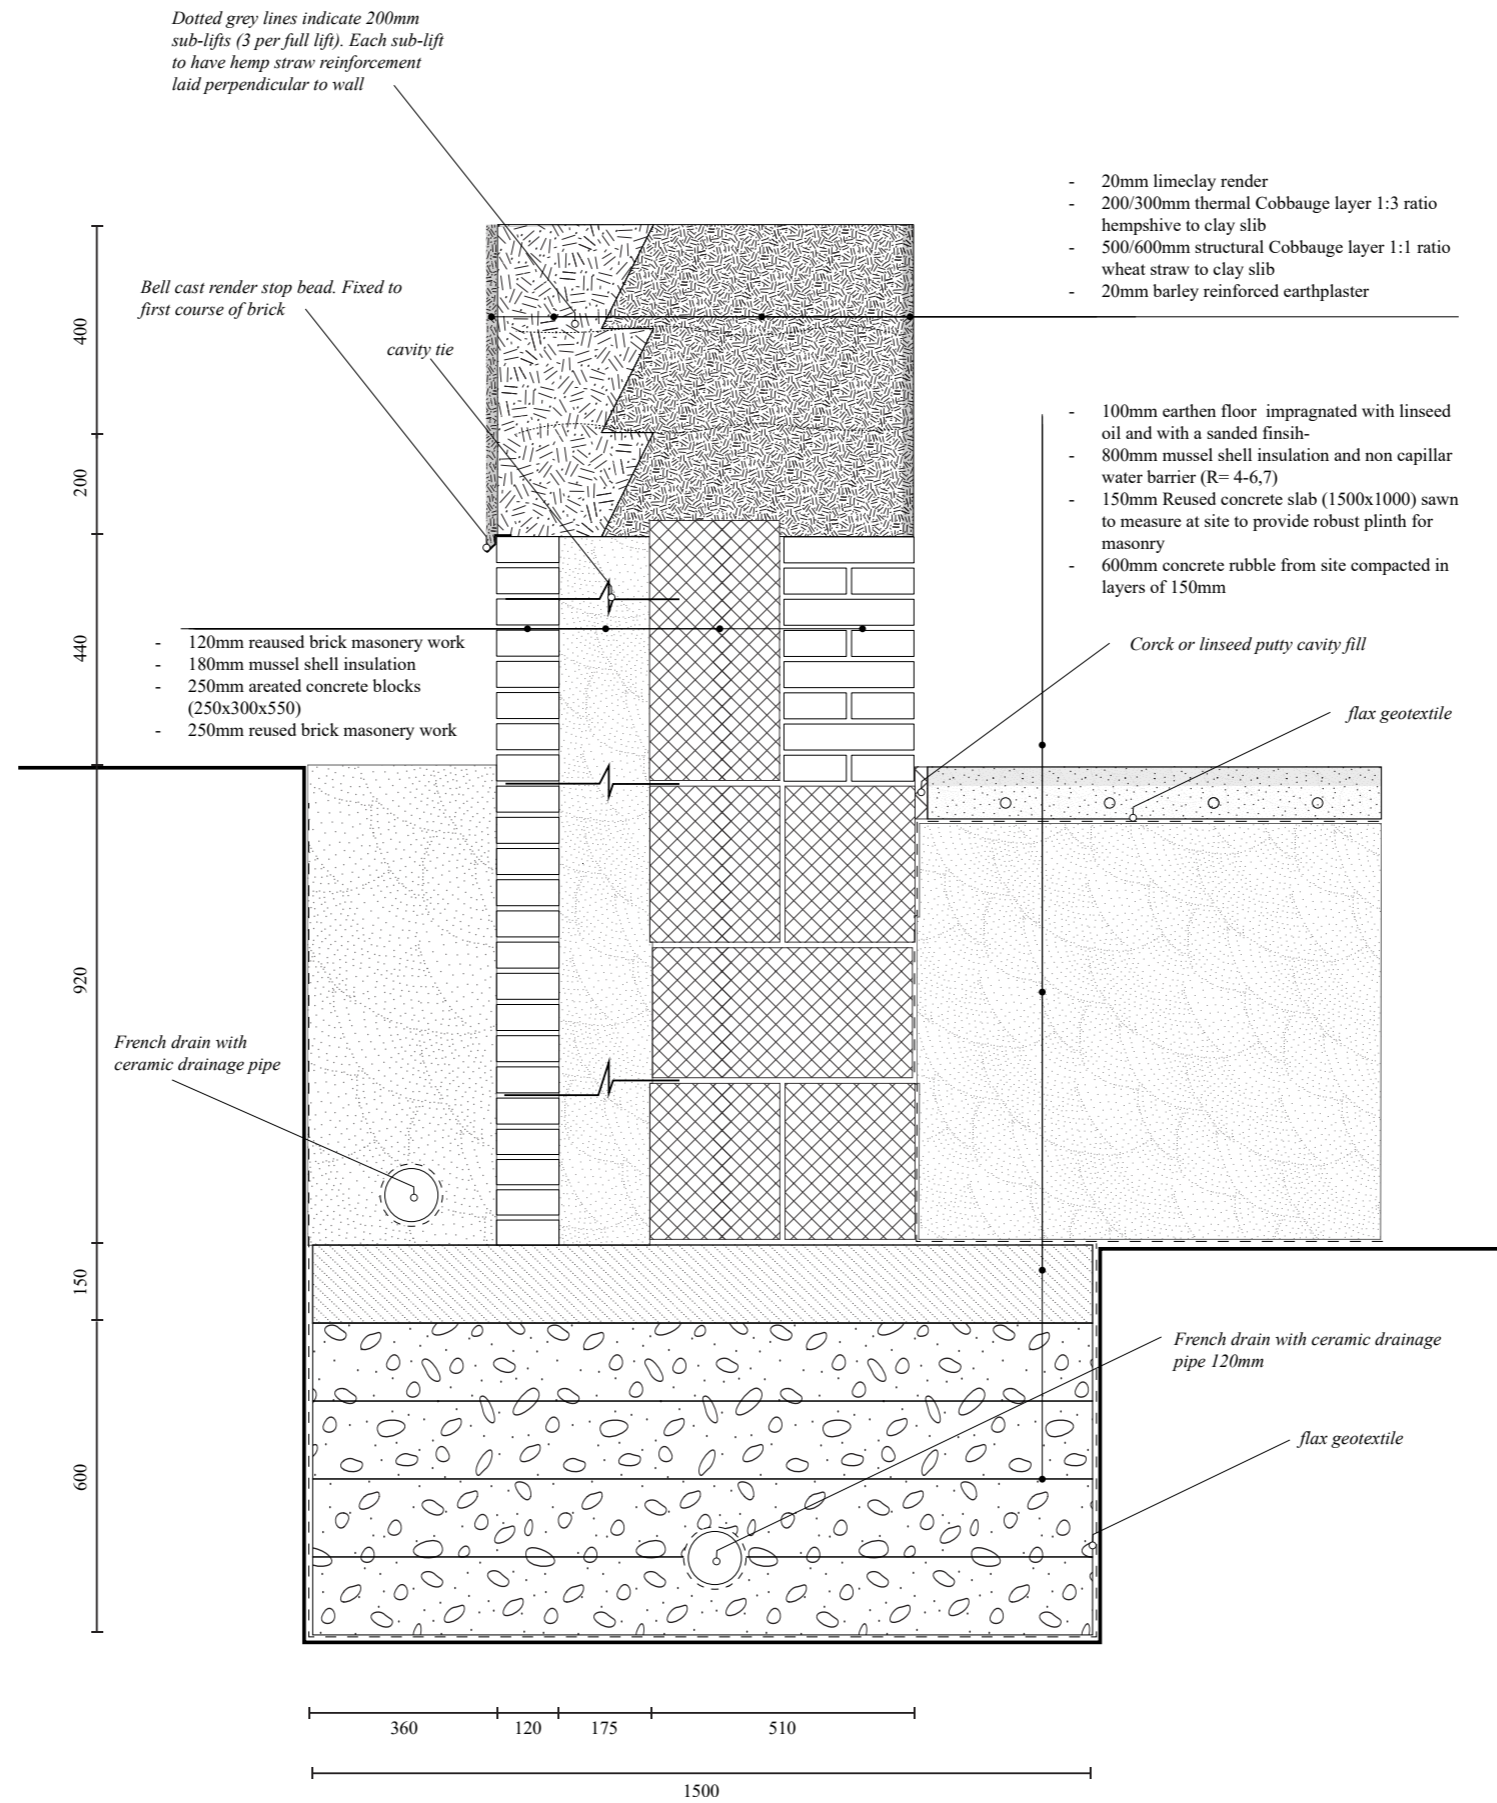 Dotted grey lines indicate 200mm
sub-lifts (3 per full lift). Each sub-lift
to have hemp straw reinforcement
laid perpendicular to wall
- 20mm limeclay render
- 200/300mm thermal Cobbauge layer 1:3 ratio
hempshive to clay slib
- 500/600mm structural Cobbauge layer 1:1 ratio
wheat straw to clay slib
- 20mm barley reinforced earthplaster
Bell cast render stop bead. Fixed to
first course of brick
cavity tie
- 100mm earthen floor impragnated with linseed
oil and with a sanded finsih-
- 800mm mussel shell insulation and non capillar
water barrier (R= 4-6,7)
- 150mm Reused concrete slab (1500x1000) sawn
to measure at site to provide robust plinth for
masonry
- 600mm concrete rubble from site compacted in
layers of 150mm
- 120mm reaused brick masonery work
- 180mm mussel shell insulation
- 250mm areated concrete blocks
(250x300x550)
- 250mm reused brick masonery work
Corck or linseed putty cavity fill
flax geotextile
French drain with
ceramic drainage pipe
French drain with ceramic drainage
pipe 120mm
flax geotextile
400
200
440
920
150
600
360
120
175
510
1500